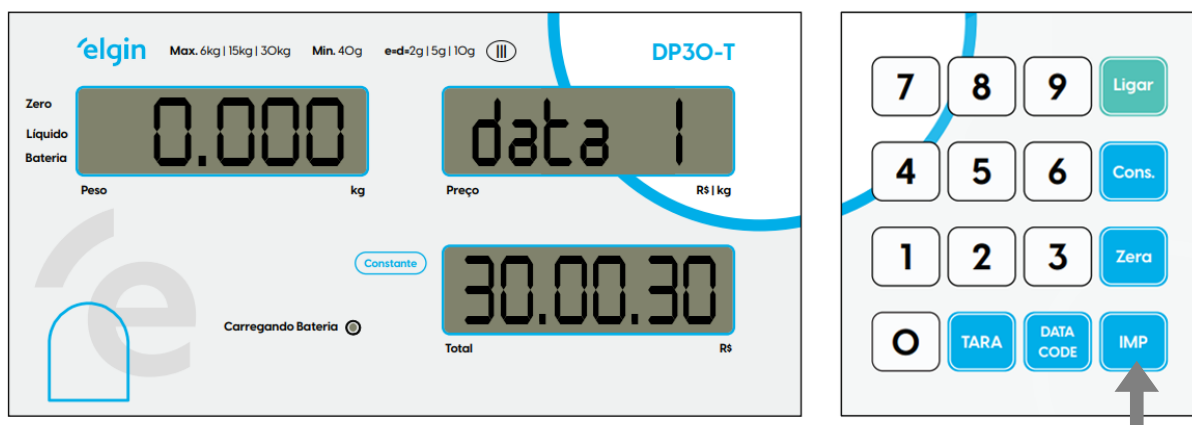 elgin Max. 6kg | 15kg | 30kg Min. 40g e=d=2g | 5g | 10g III DP30-T
Zero
Líquido
Bateria
0.000
Peso kg
data 1
Preço R$ | kg
Constante
30.00.30
Carregando Bateria
Total R$
7 8 9 Ligar
4 5 6 Cons.
1 2 3 Zera
0 TARA DATA CODE IMP